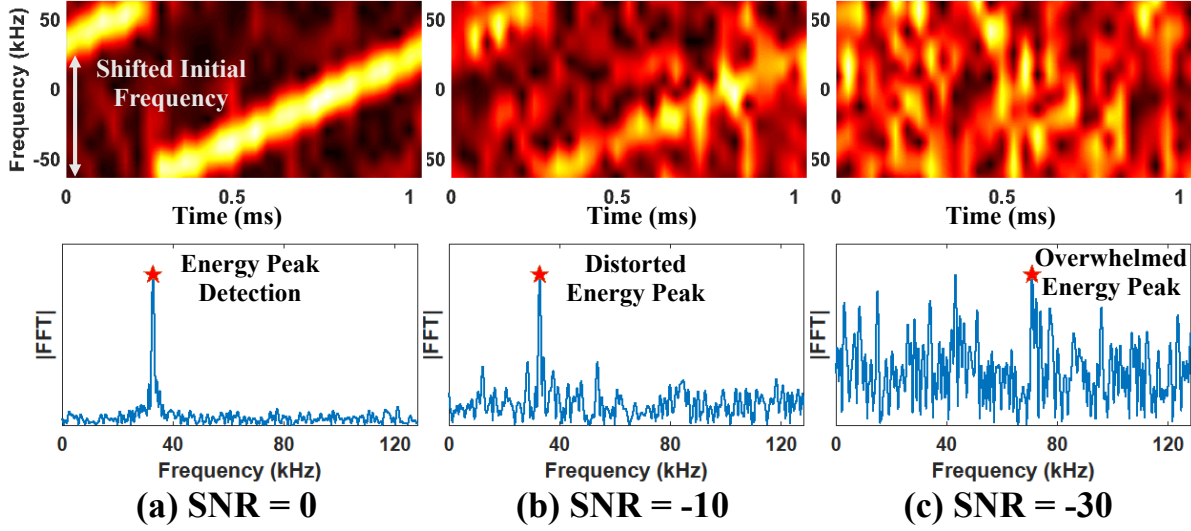 Frequency (kHz)
50
0
-50
Shifted Initial
Frequency
0
0.5
1
Time (ms)
50
0
50
0
0.5
1
Time (ms)
50
0
50
0
0.5
1
Time (ms)
|FFT|
Energy Peak
Detection
0
40
80
120
Frequency (kHz)
|FFT|
Distorted
Energy Peak
0
40
80
120
Frequency (kHz)
|FFT|
Overwhelmed
Energy Peak
0
40
80
120
Frequency (kHz)
(a) SNR = 0
(b) SNR = -10
(c) SNR = -30